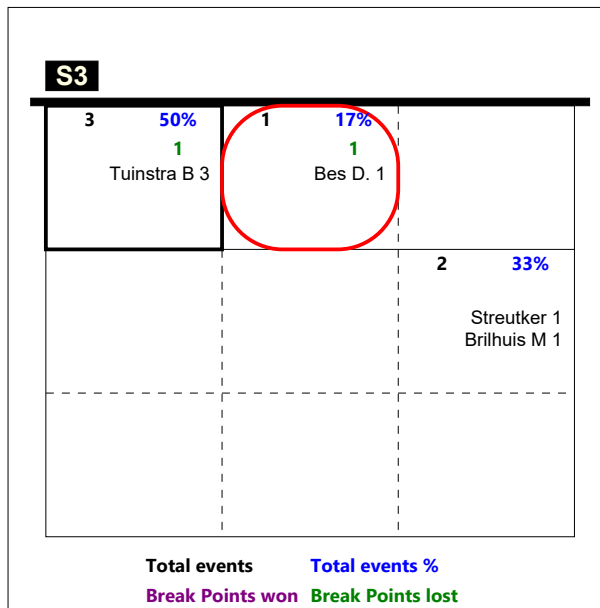 S3
3 50% 1 17%
1 1
Tuinstra B 3 Bes D. 1
2 33%
Streutker 1
Brilhuis M 1
Total events Total events %
Break Points won Break Points lost